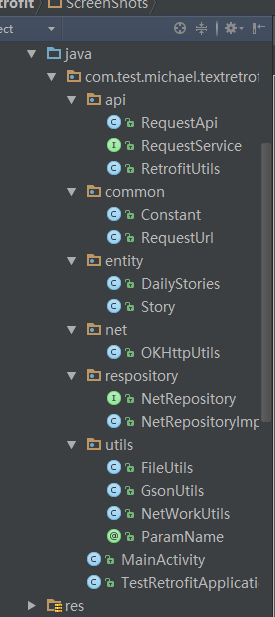 trofit
ScreenShots
ect
java
com.test.michael.textretrof
api
RequestApi
I RequestService
C RetrofitUtils
common
C Constant
C RequestUrl
entity
C DailyStories
C Story
net
C OKHttpUtils
respository
I NetRepository
C NetRepositoryImp
utils
C FileUtils
C GsonUtils
C NetWorkUtils
@ ParamName
C MainActivity
C TestRetrofitApplicati
res